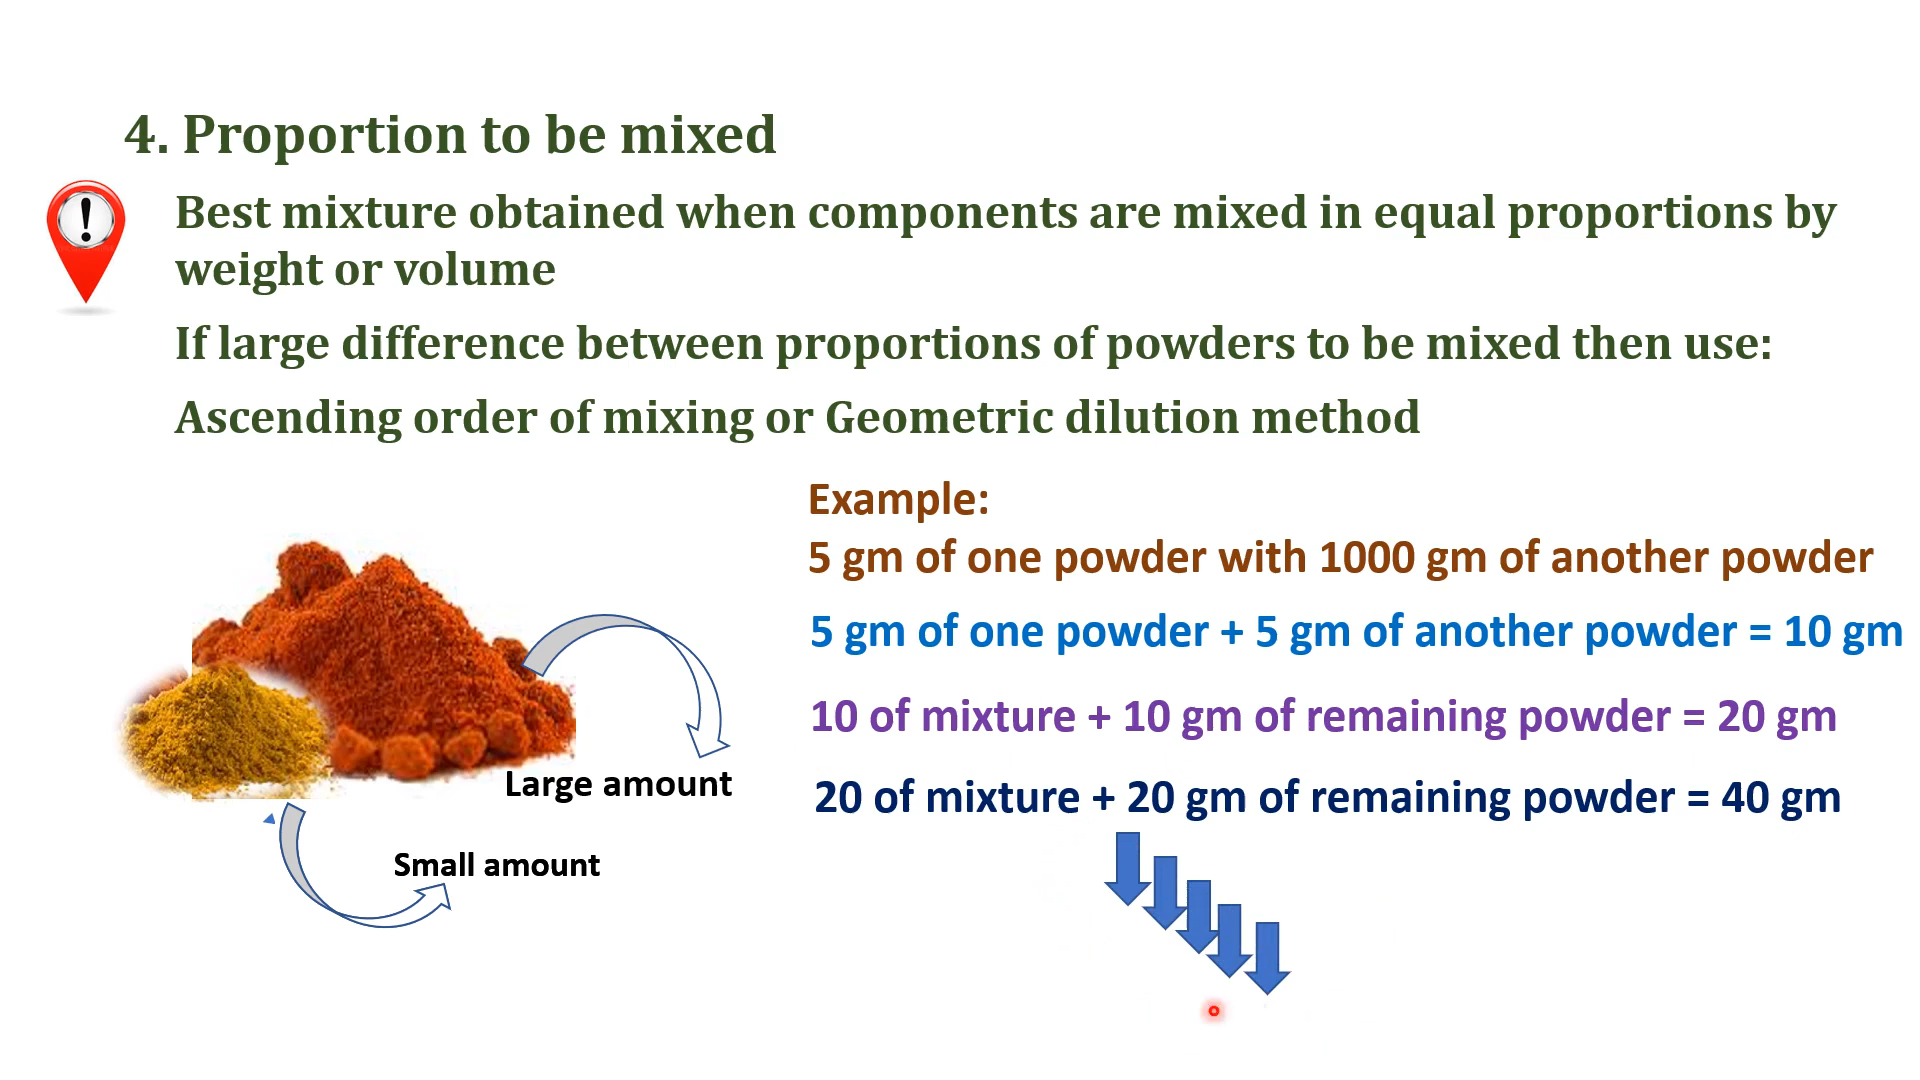 4. Proportion to be mixed
!
Best mixture obtained when components are mixed in equal proportions by
weight or volume
If large difference between proportions of powders to be mixed then use:
Ascending order of mixing or Geometric dilution method
Example:
5 gm of one powder with 1000 gm of another powder
5 gm of one powder + 5 gm of another powder = 10 gm
10 of mixture + 10 gm of remaining powder = 20 gm
20 of mixture + 20 gm of remaining powder = 40 gm
Large amount
Small amount